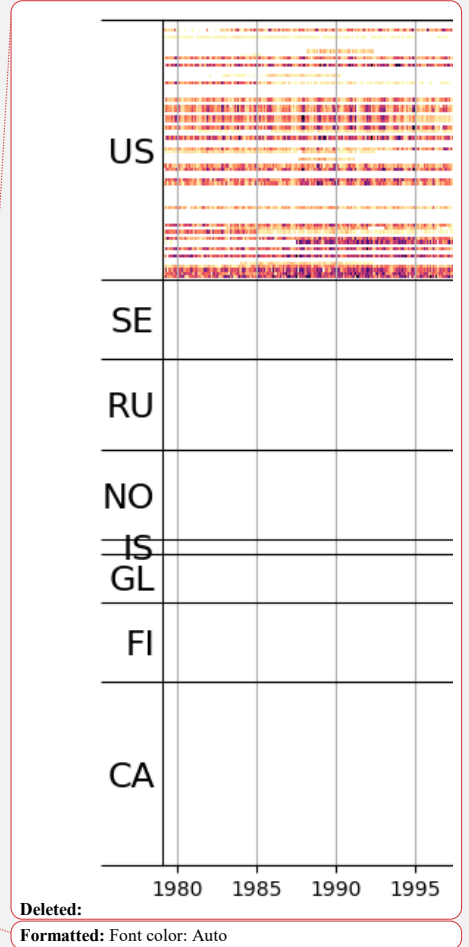 US
SE
RU
NO
IS
GL
FI
CA
1980 1985 1990 1995
Deleted:
Formatted: Font color: Auto